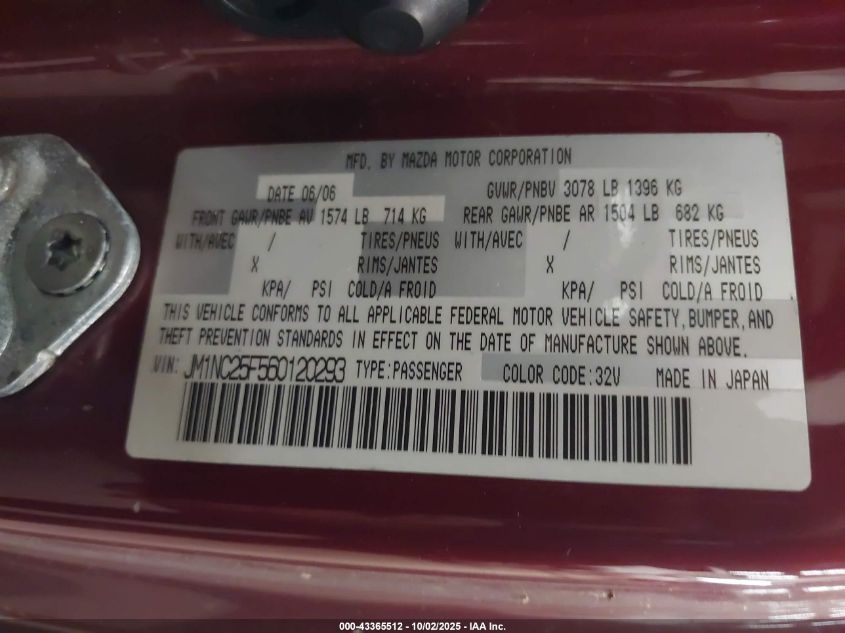 MFD. BY MAZDA MOTOR CORPORATION
DATE 06/06 GVWR/PNBV 3078 LB 1396 KG
FRONT GAWR/PNBE AV 1574 LB 714 KG REAR GAWR/PNBE AR 1504 LB 682 KG
WITH/AVEC / TIRES/PNEUS WITH/AVEC / TIRES/PNEUS
X RIMS/JANTES X RIMS/JANTES
KPA/ PSI COLD/A FROID KPA/ PSI COLD/A FROID
THIS VEHICLE CONFORMS TO ALL APPLICABLE FEDERAL MOTOR VEHICLE SAFETY, BUMPER, AND
THEFT PREVENTION STANDARDS IN EFFECT ON THE DATE OF MANUFACTURE SHOWN ABOVE.
VIN: JM1NC25F560120293 TYPE:PASSENGER COLOR CODE:32V MADE IN JAPAN
000-43365512 - 10/02/2025 - IAA Inc.